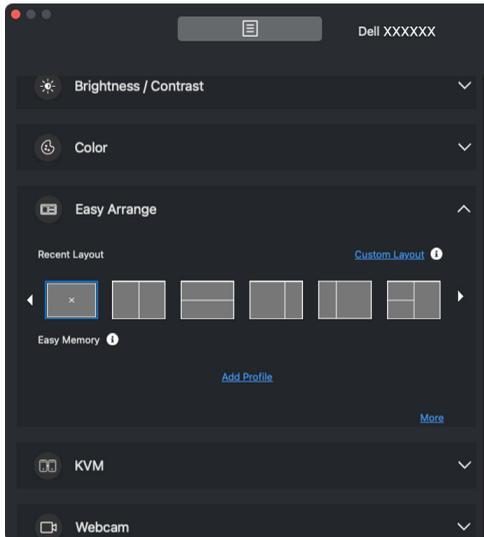 Dell XXXXXX
Brightness / Contrast
Color
Easy Arrange
Recent Layout Custom Layout
Easy Memory
Add Profile
More
KVM
Webcam